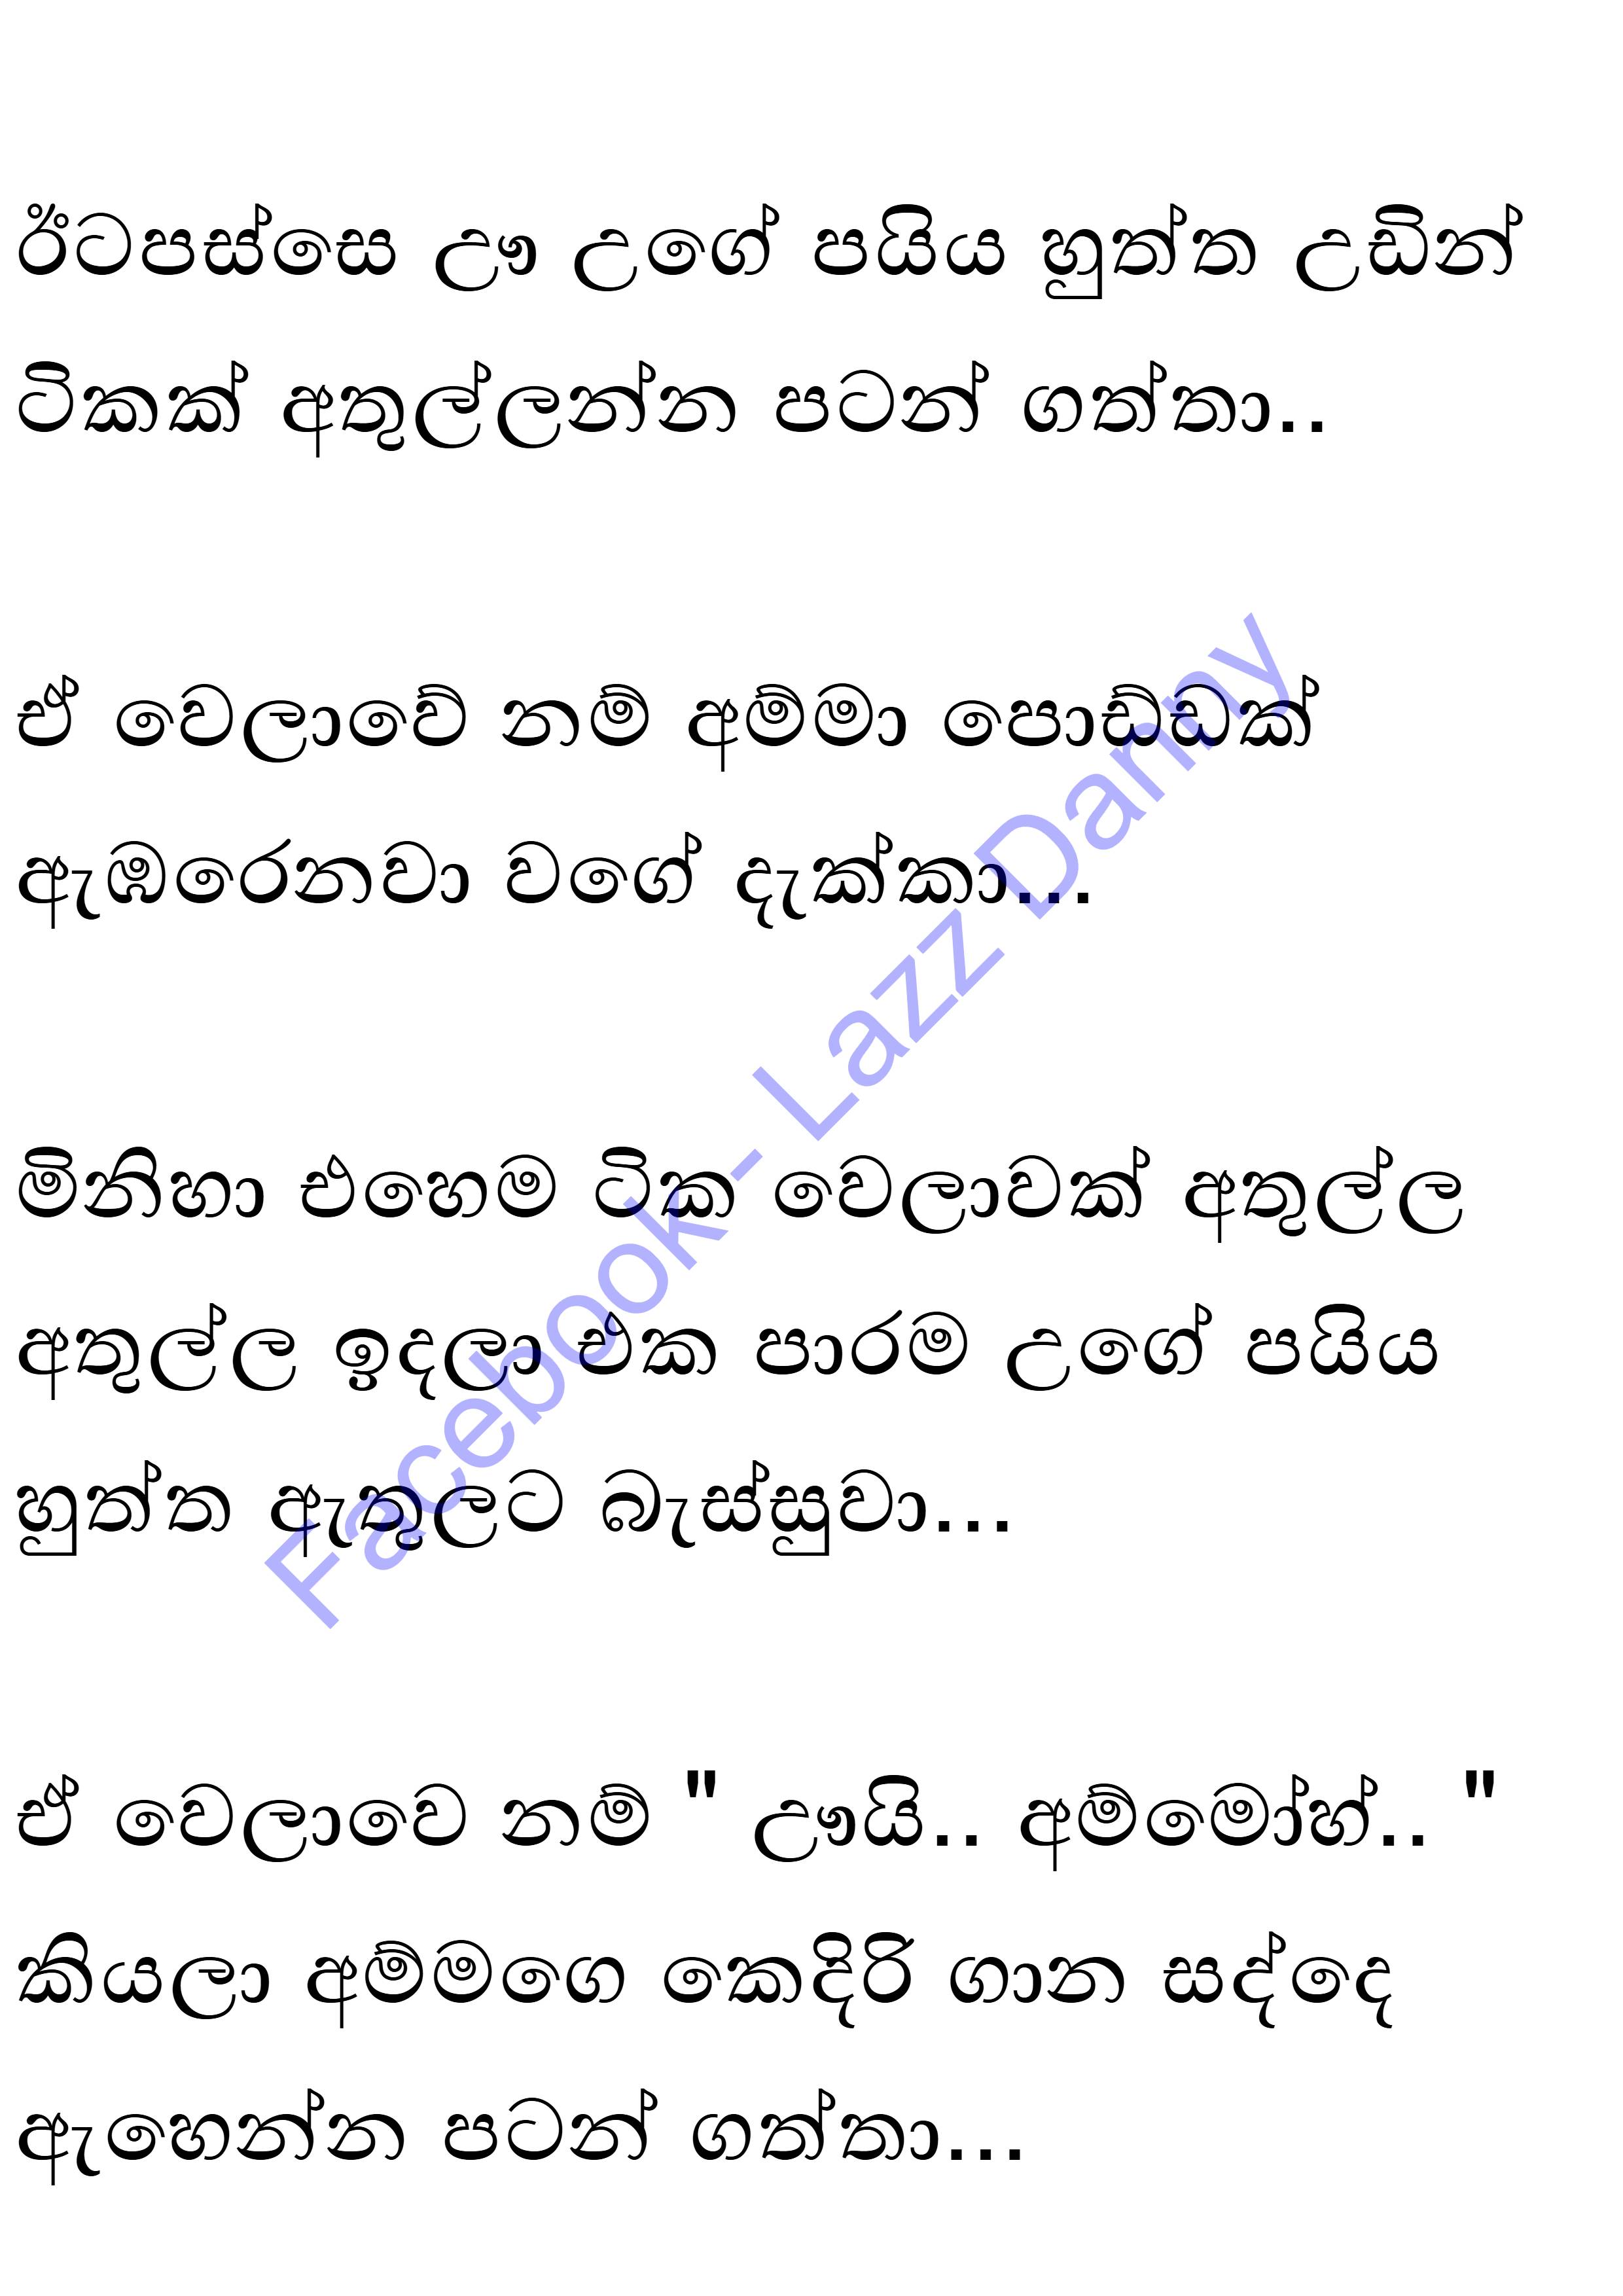 ඊටපස්සෙ ඌ උගේ පයිය හුත්ත උඩින්
ටිකක් අතුල්ලන්න පටන් ගත්තා..
ඒ වෙලාවේ නම් අම්මා පොඩ්ඩක්
ඇඹරෙනවා වගේ දැක්කා...
මිනිහා එහෙම ටික වෙලාවක් අතුල්ල
අතුල්ල ඉදලා එක පාරම උගේ පයිය
හුත්ත ඇතුලට බැස්සුවා...
ඒ වෙලාවෙ නම් " ඌයි.. අම්මෝහ්.. "
කියලා අම්මගෙ කෙදිරි ගාන සද්දෙ
ඇහෙන්න පටන් ගත්තා...
Facebook- Lazz Danny